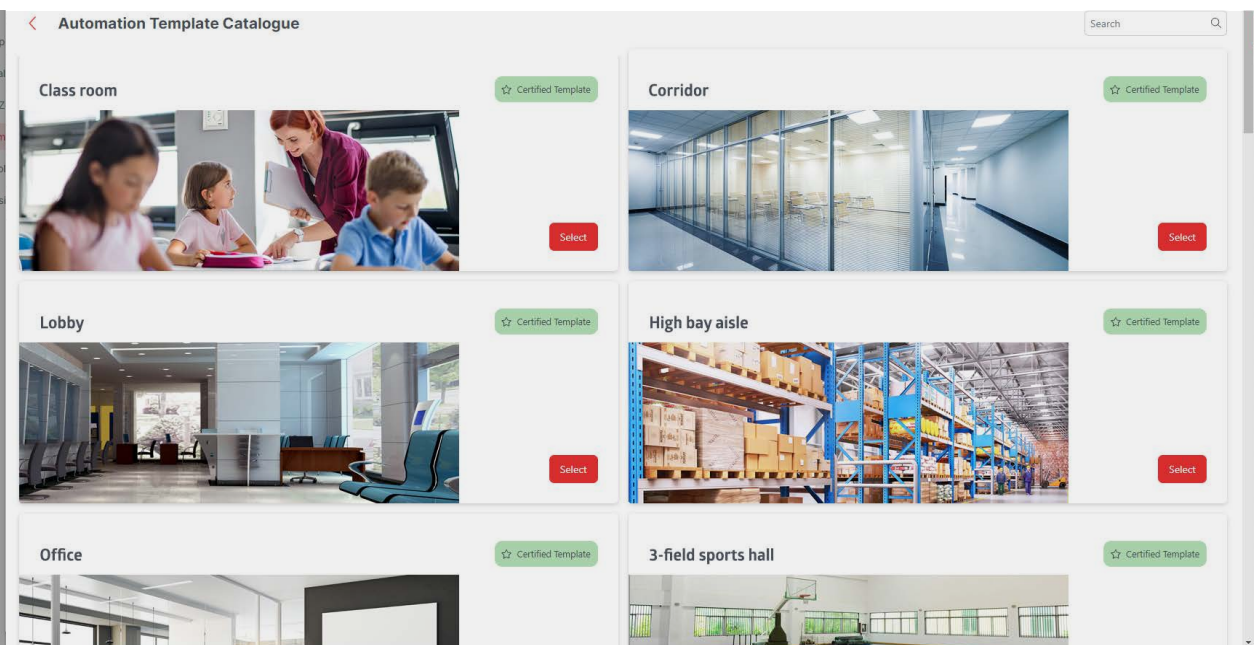 Automation Template Catalogue
Search
Class room
Certified Template
Select
Corridor
Certified Template
Select
Lobby
Certified Template
Select
High bay aisle
Certified Template
Select
Office
Certified Template
3-field sports hall
Certified Template